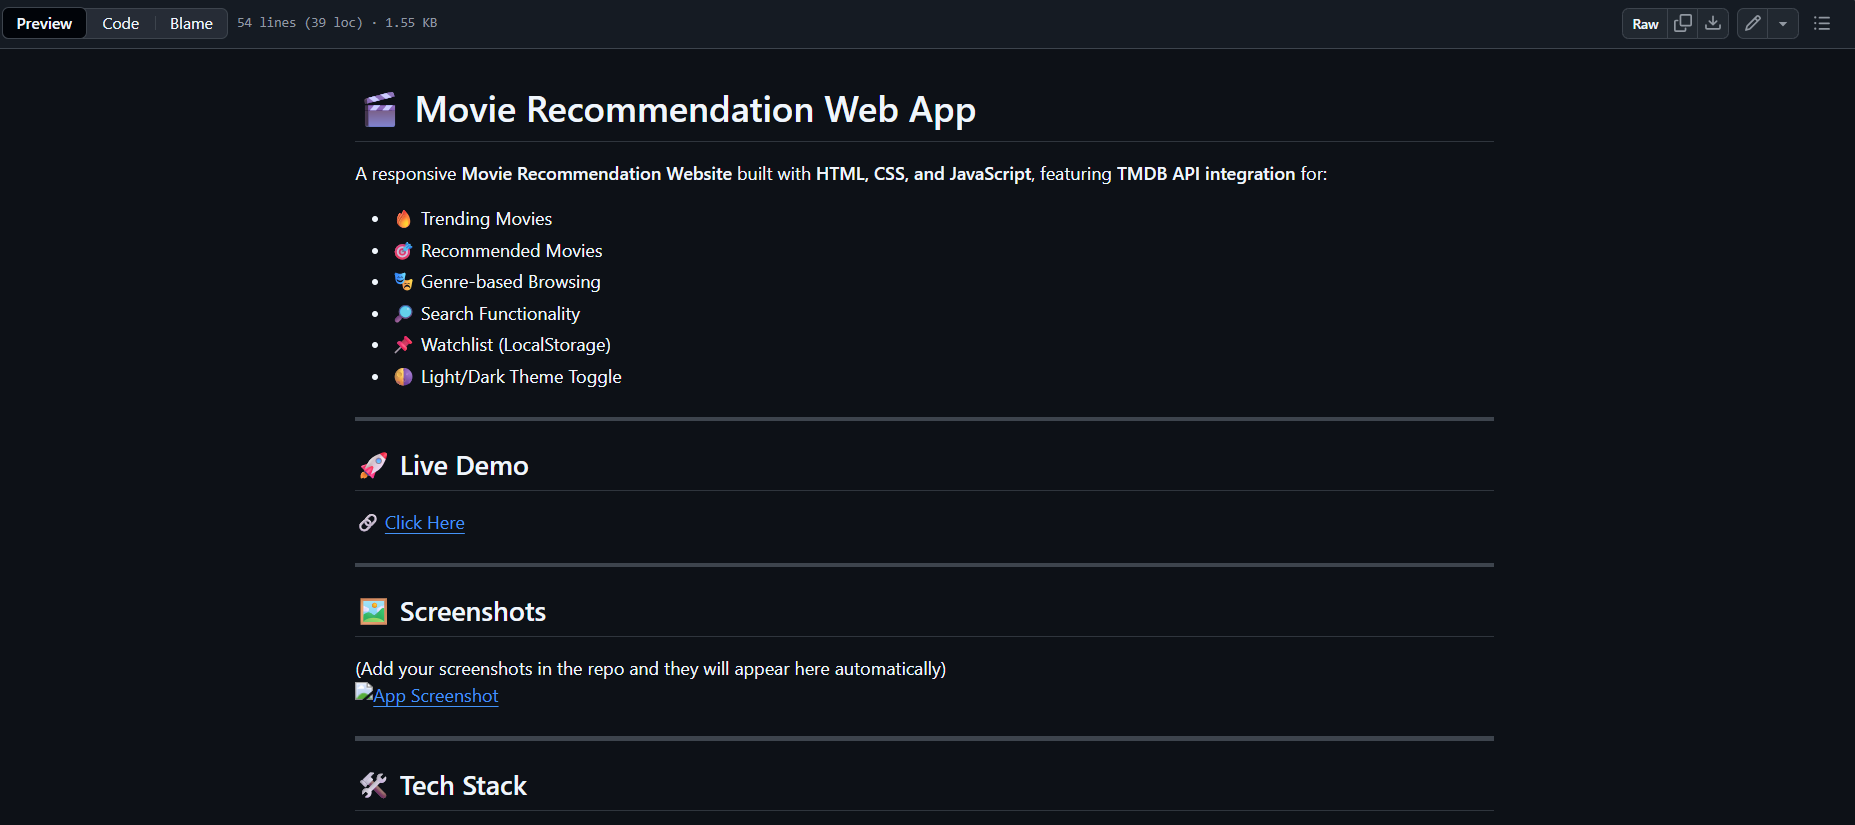 Preview Code Blame 54 lines (39 loc) · 1.55 KB Raw
🎬 Movie Recommendation Web App
A responsive Movie Recommendation Website built with HTML, CSS, and JavaScript, featuring TMDB API integration for:
• 🔥 Trending Movies
• 🎯 Recommended Movies
• 🎭 Genre-based Browsing
• 🔎 Search Functionality
• 📌 Watchlist (LocalStorage)
• 🌗 Light/Dark Theme Toggle
🚀 Live Demo
🔗 Click Here
🖼️ Screenshots
(Add your screenshots in the repo and they will appear here automatically)
App Screenshot
🛠️ Tech Stack